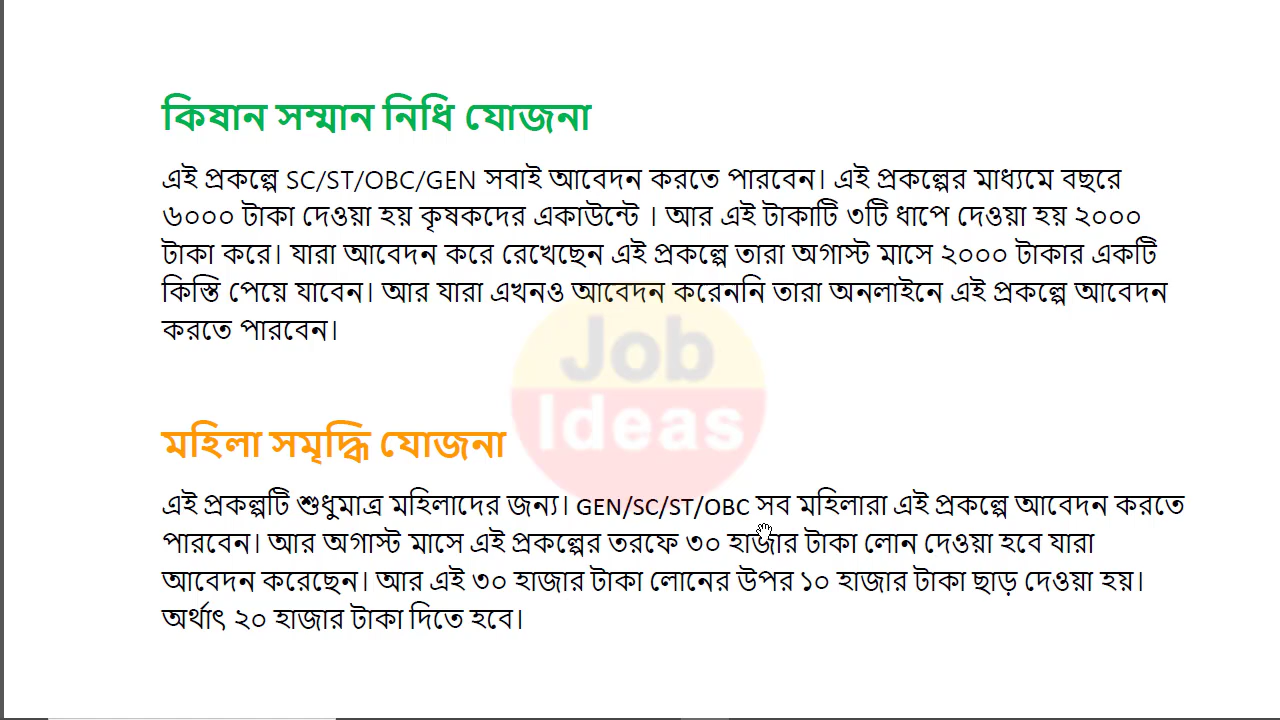 কিষান সম্মান নিধি যোজনা
এই প্রকল্পে SC/ST/OBC/GEN সবাই আবেদন করতে পারবেন। এই প্রকল্পের মাধ্যমে বছরে
৬০০০ টাকা দেওয়া হয় কৃষকদের একাউন্টে । আর এই টাকাটি ৩টি ধাপে দেওয়া হয় ২০০০
টাকা করে। যারা আবেদন করে রেখেছেন এই প্রকল্পে তারা অগাস্ট মাসে ২০০০ টাকার একটি
কিস্তি পেয়ে যাবেন। আর যারা এখনও আবেদন করেননি তারা অনলাইনে এই প্রকল্পে আবেদন
করতে পারবেন।
Job
Ideas
মহিলা সমৃদ্ধি যোজনা
এই প্রকল্পটি শুধুমাত্র মহিলাদের জন্য। GEN/SC/ST/OBC সব মহিলারা এই প্রকল্পে আবেদন করতে
পারবেন। আর অগাস্ট মাসে এই প্রকল্পের তরফে ৩০ হাজার টাকা লোন দেওয়া হবে যারা
আবেদন করেছেন। আর এই ৩০ হাজার টাকা লোনের উপর ১০ হাজার টাকা ছাড় দেওয়া হয়।
অর্থাৎ ২০ হাজার টাকা দিতে হবে।